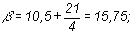 β = 10,5 + 21/4 = 15,75;